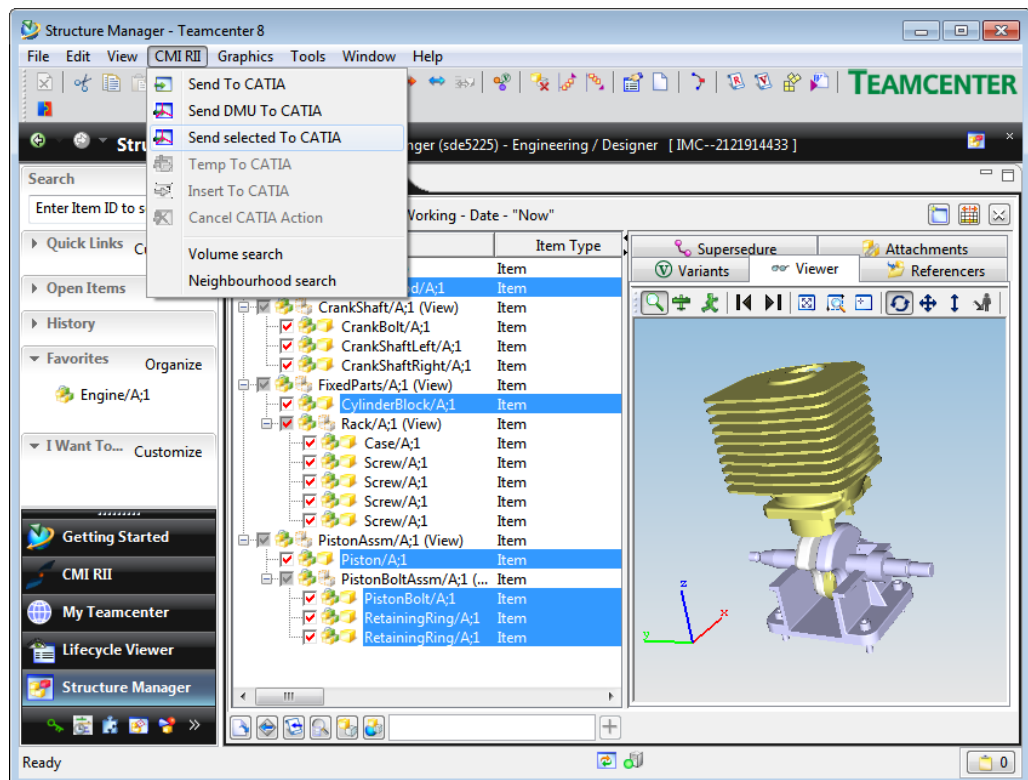 Structure Manager - Teamcenter 8
File Edit View CMI RII Graphics Tools Window Help
TEAMCENTER
Send To CATIA
Send DMU To CATIA
Send selected To CATIA
Temp To CATIA
Insert To CATIA
Cancel CATIA Action
Volume search
Neighbourhood search
(sde5225) - Engineering / Designer [ IMC--2121914433 ]
Search
Enter Item ID to s
Working - Date - "Now"
Quick Links
Open Items
History
Favorites Organize
Engine/A;1
I Want To... Customize
Getting Started
CMI RII
My Teamcenter
Lifecycle Viewer
Structure Manager
Item Type
Item
d/A;1 Item
CrankShaft/A;1 (View) Item
CrankBolt/A;1 Item
CrankShaftLeft/A;1 Item
CrankShaftRight/A;1 Item
FixedParts/A;1 (View) Item
CylinderBlock/A;1 Item
Rack/A;1 (View) Item
Case/A;1 Item
Screw/A;1 Item
Screw/A;1 Item
Screw/A;1 Item
Screw/A;1 Item
PistonAssm/A;1 (View) Item
Piston/A;1 Item
PistonBoltAssm/A;1 (... Item
PistonBolt/A;1 Item
RetainingRing/A;1 Item
RetainingRing/A;1 Item
Supersedure Attachments
Variants Viewer Referencers
z
x
y
Ready
0